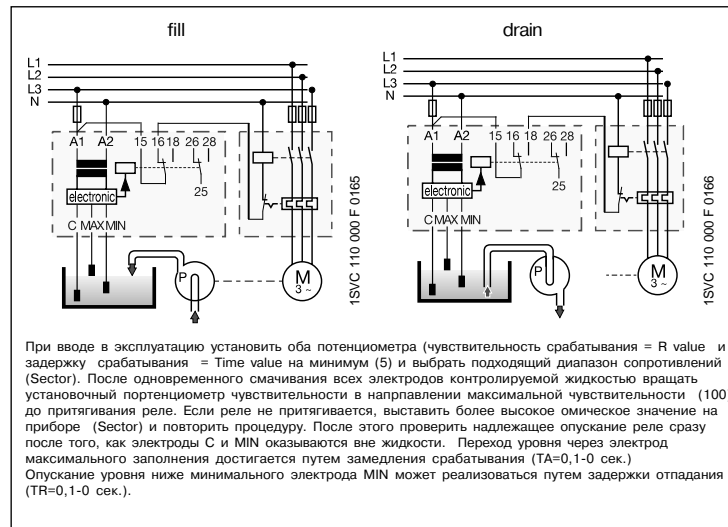 fill
drain
L1
L2
L3
N
A1 A2 15 16 18 26 28
25
electronic
C MAX MIN
P
M
3 ~
1SVC 110 000 F 0165
L1
L2
L3
N
A1 A2 15 16 18 26 28
25
electronic
C MAX MIN
P
M
3 ~
1SVC 110 000 F 0166
При вводе в эксплуатацию установить оба потенциометра (чувствительность срабатывания = R value и
задержку срабатывания = Time value на минимум (5) и выбрать подходящий диапазон сопротивлений
(Sector). После одновременного смачивания всех электродов контролируемой жидкостью вращать
установочный портенциометр чувствительности в напрпавлении максимальной чувствительности (100
до притягивания реле. Если реле не притягивается, выставить более высокое омическое значение на
приборе (Sector) и повторить процедуру. После этого проверить надлежащее опускание реле сразу
после того, как электроды C и MIN оказываются вне жидкости. Переход уровня через электрод
максимального заполнения достигается путем замедления срабатывания (TA=0,1-0 сек.)
Опускание уровня ниже минимального электрода MIN может реализоваться путем задержки отпадания
(TR=0,1-0 сек.).